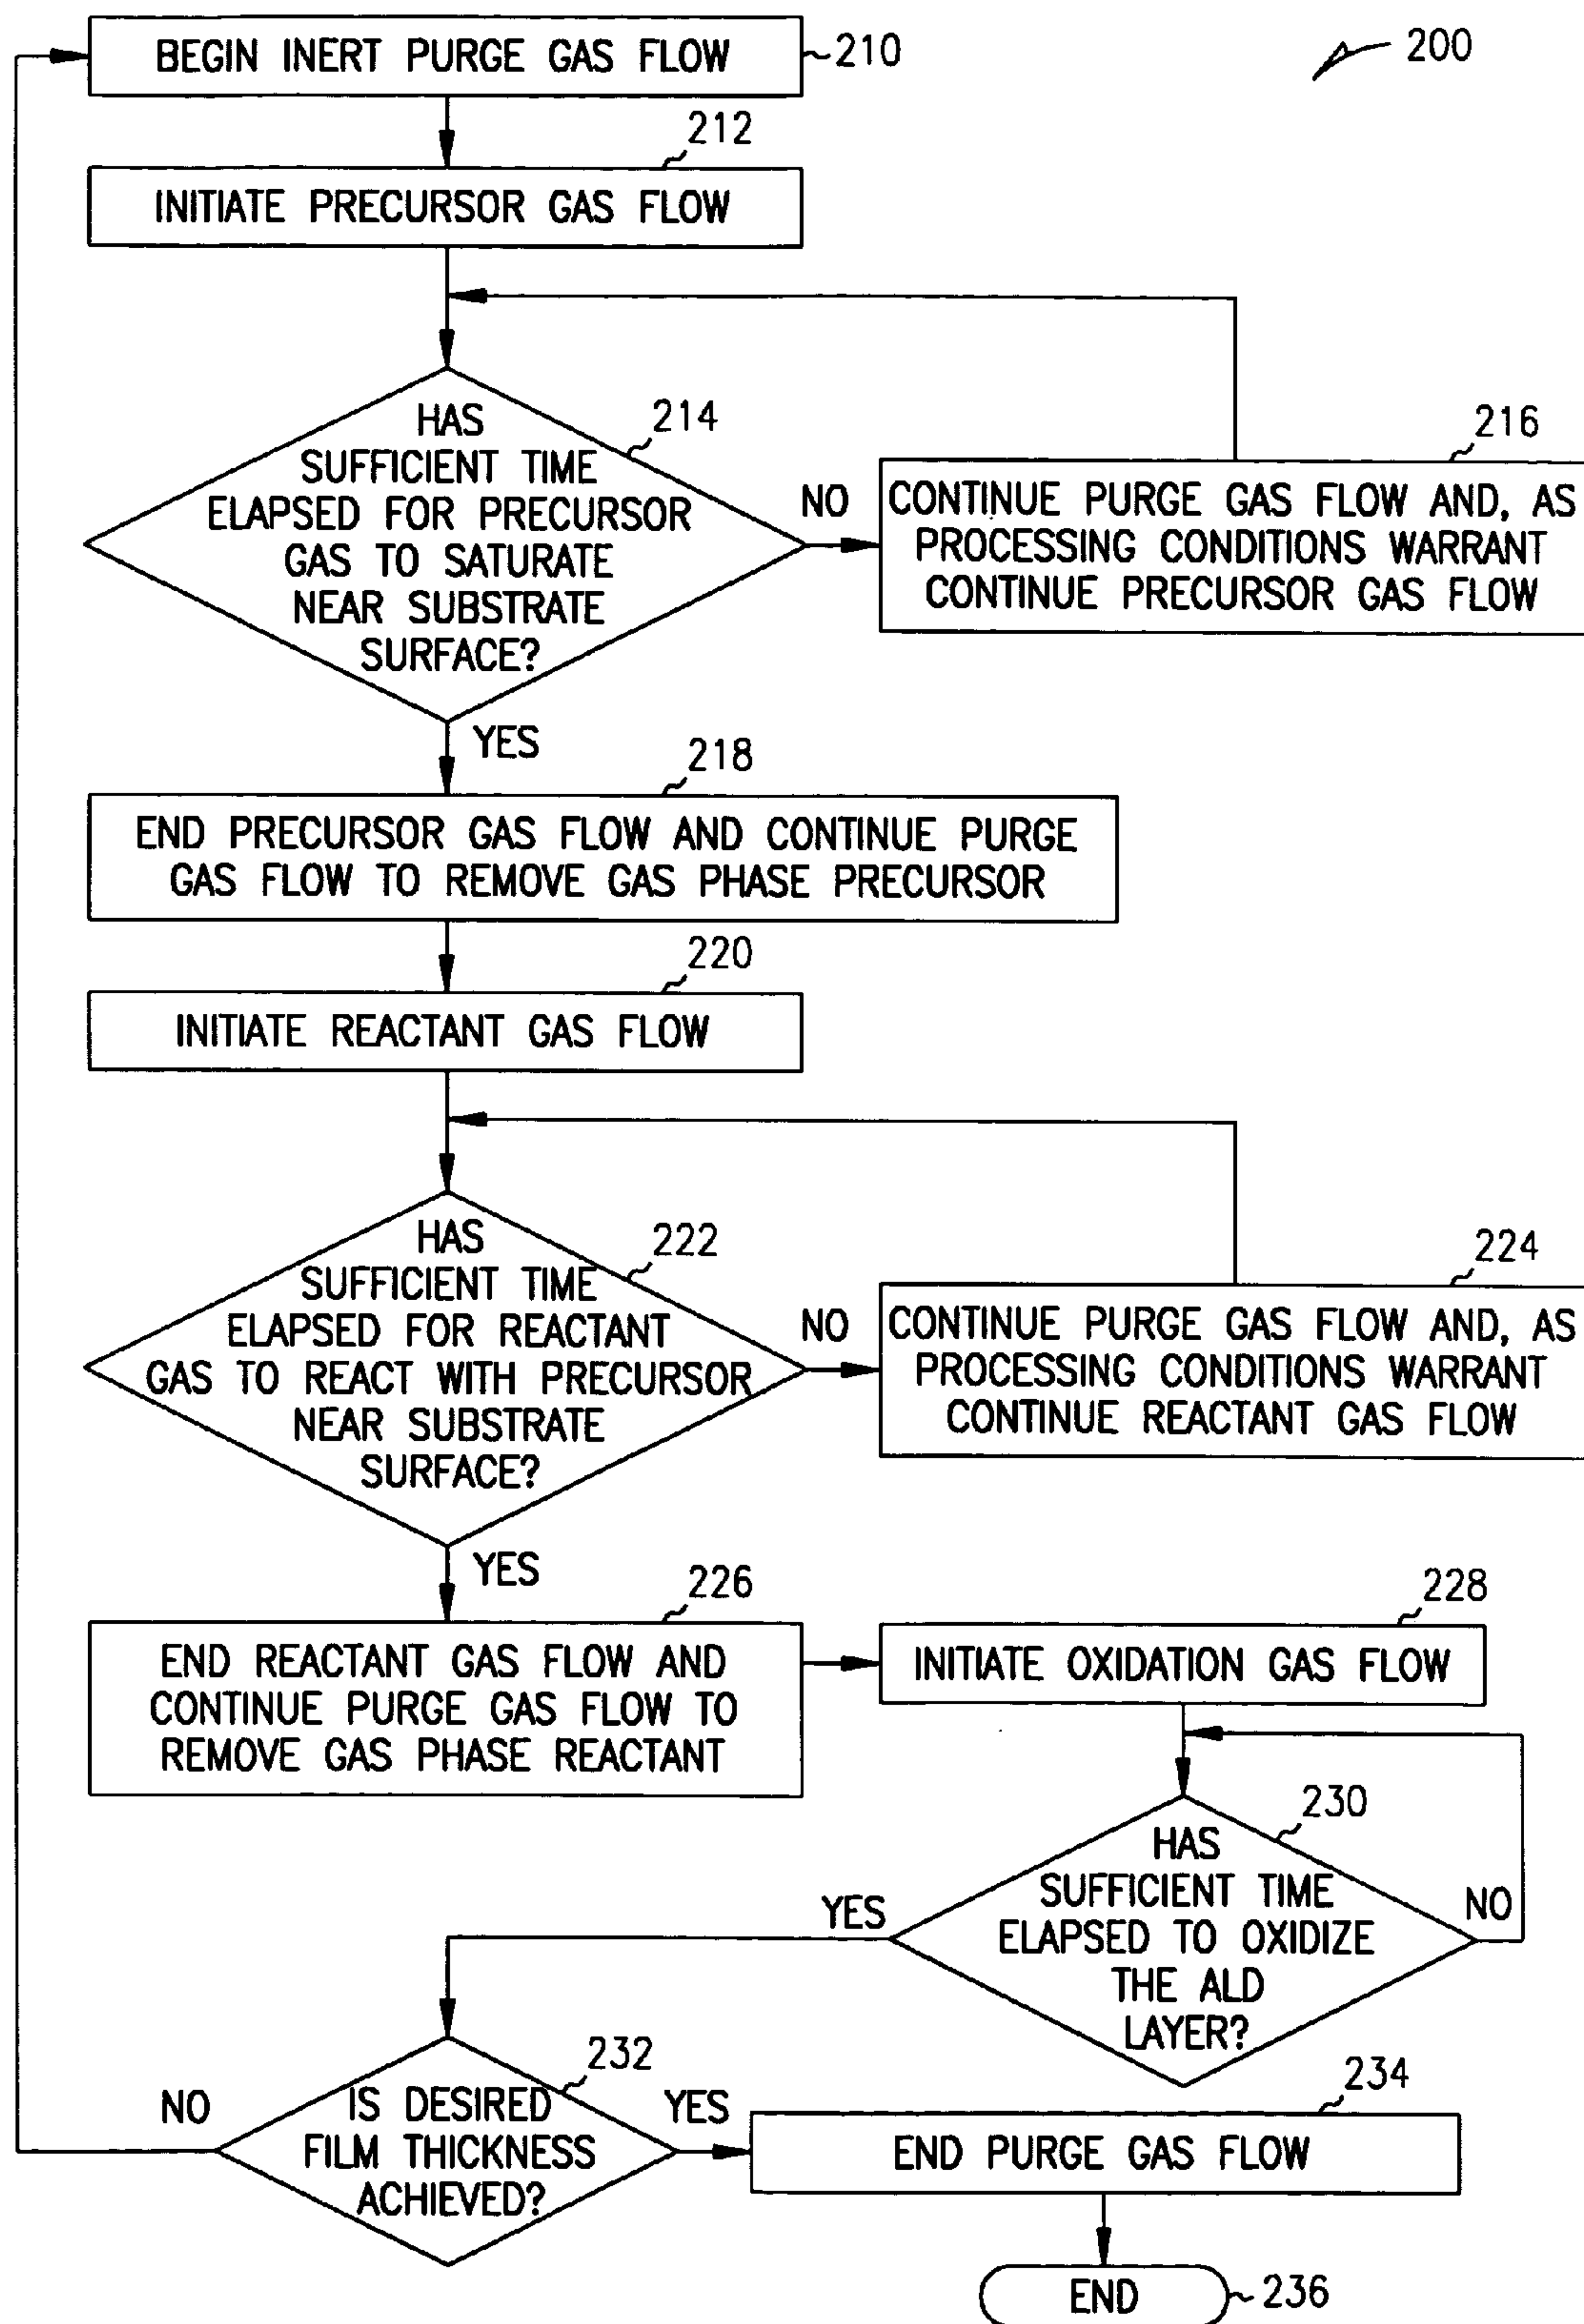 200
BEGIN INERT PURGE GAS FLOW
210
212
INITIATE PRECURSOR GAS FLOW
214
HAS
SUFFICIENT TIME
ELAPSED FOR PRECURSOR
GAS TO SATURATE
NEAR SUBSTRATE
SURFACE?
NO
216
CONTINUE PURGE GAS FLOW AND, AS
PROCESSING CONDITIONS WARRANT
CONTINUE PRECURSOR GAS FLOW
YES
218
END PRECURSOR GAS FLOW AND CONTINUE PURGE
GAS FLOW TO REMOVE GAS PHASE PRECURSOR
220
INITIATE REACTANT GAS FLOW
222
HAS
SUFFICIENT TIME
ELAPSED FOR REACTANT
GAS TO REACT WITH PRECURSOR
NEAR SUBSTRATE
SURFACE?
NO
224
CONTINUE PURGE GAS FLOW AND, AS
PROCESSING CONDITIONS WARRANT
CONTINUE REACTANT GAS FLOW
YES
226
END REACTANT GAS FLOW AND
CONTINUE PURGE GAS FLOW TO
REMOVE GAS PHASE REACTANT
228
INITIATE OXIDATION GAS FLOW
230
HAS
SUFFICIENT TIME
ELAPSED TO OXIDIZE
THE ALD
LAYER?
NO
YES
232
IS DESIRED
FILM THICKNESS
ACHIEVED?
NO
YES
234
END PURGE GAS FLOW
END
236